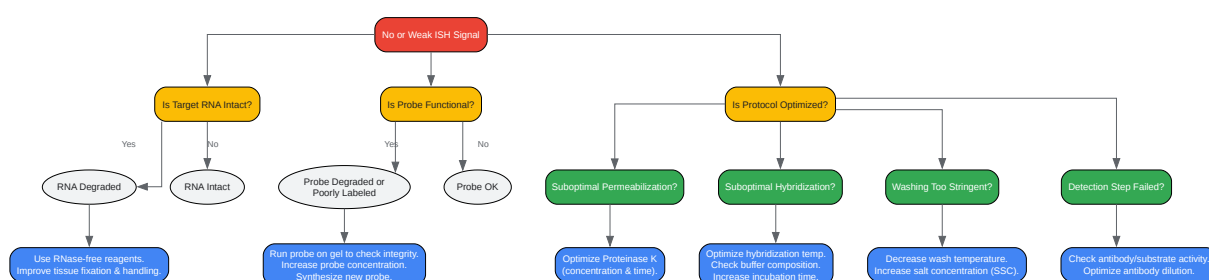 No or Weak ISH Signal
Is Target RNA Intact?
Is Probe Functional?
Is Protocol Optimized?
Yes
No
Yes
No
RNA Degraded
RNA Intact
Probe Degraded or
Poorly Labeled
Probe OK
Suboptimal Permeabilization?
Suboptimal Hybridization?
Washing Too Stringent?
Detection Step Failed?
Use RNase-free reagents.
Improve tissue fixation & handling.
Run probe on gel to check integrity.
Increase probe concentration.
Synthesize new probe.
Optimize Proteinase K
(concentration & time).
Optimize hybridization temp.
Check buffer composition.
Increase incubation time.
Decrease wash temperature.
Increase salt concentration (SSC).
Check antibody/substrate activity.
Optimize antibody dilution.